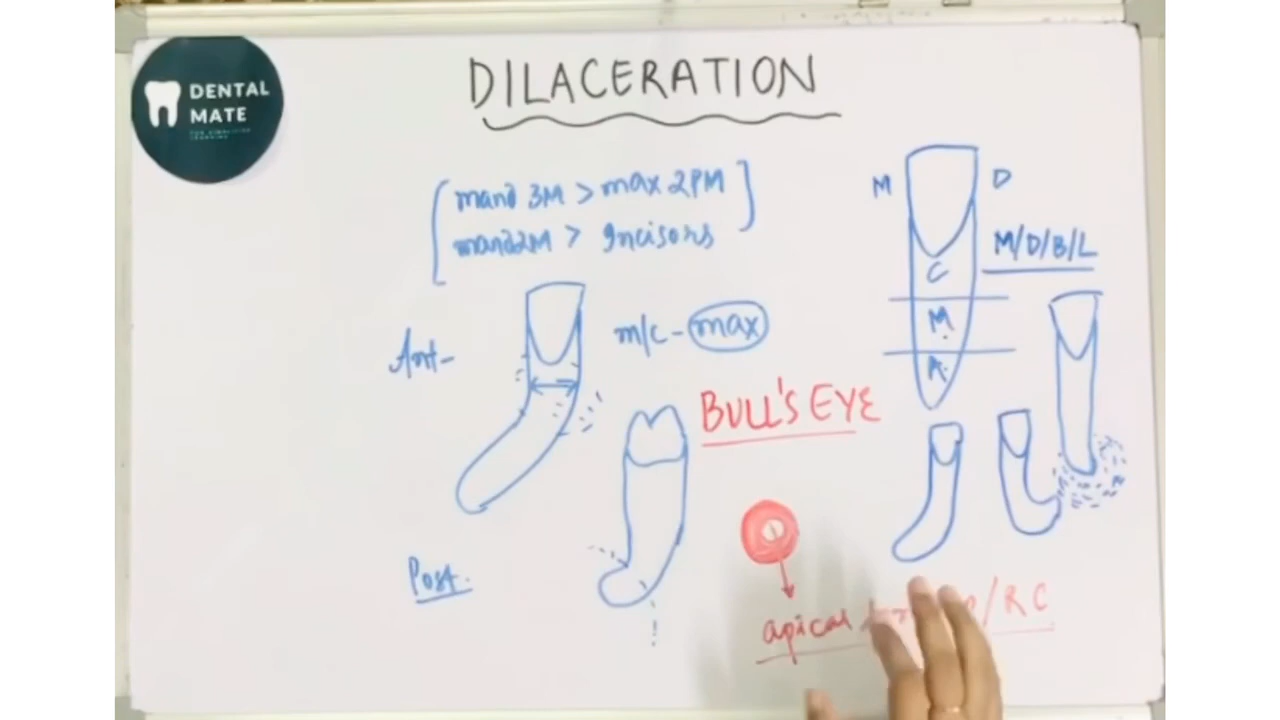 DENTAL
MATE
DILACERATION
mand 3M > max 2PM
mand2M > Incisors
M
D
M/D/B/L
C
M
A
Ant-
m/c - max
BULL'S EYE
Post.
apical
/RC